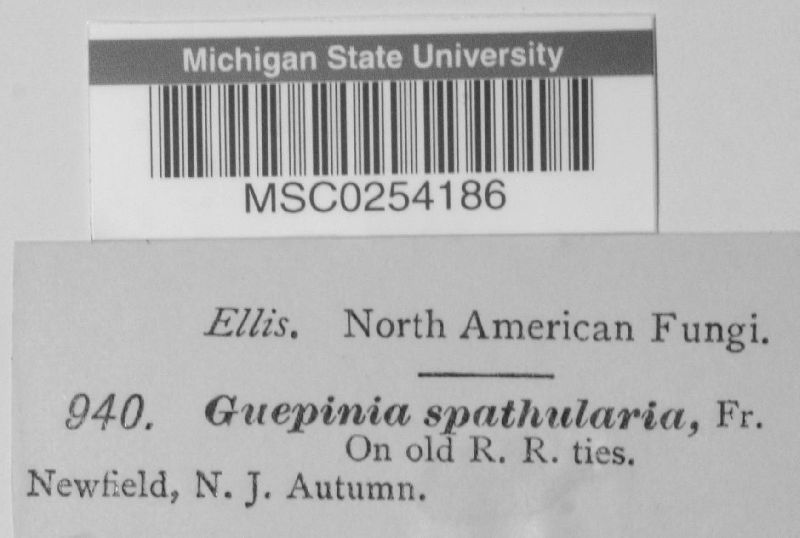 Michigan State University
MSC0254186
Ellis. North American Fungi.
940. Guepinia spathularia, Fr.
On old R. R. ties.
Newfield, N. J. Autumn.